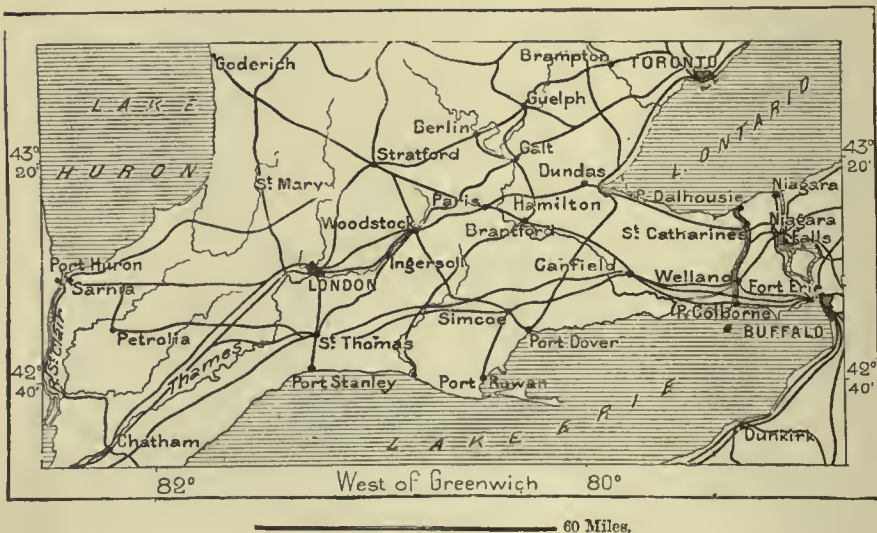 Goderich
Brampton
TORONTO
LAKE
HURON
Guelph
Berlin
L. ONTARIO
43°
20'
43°
20'
Stratford
Galt
Dundas
St. Mary
Paris
Hamilton
P. Dalhousie
Niagara
Woodstock
Brantford
St. Catharines
Niagara
Falls
Port Huron
Sarnia
LONDON
Ingersoll
Canfield
Welland
Fort Erie
R. St. Clair
Petrolia
Thames
St. Thomas
Simcoe
Port Dover
P. Colborne
BUFFALO
42°
40'
42°
40'
Port Stanley
Port Rowan
LAKE ERIE
Chatham
Dunkirk
82°
West of Greenwich
80°
60 Miles.